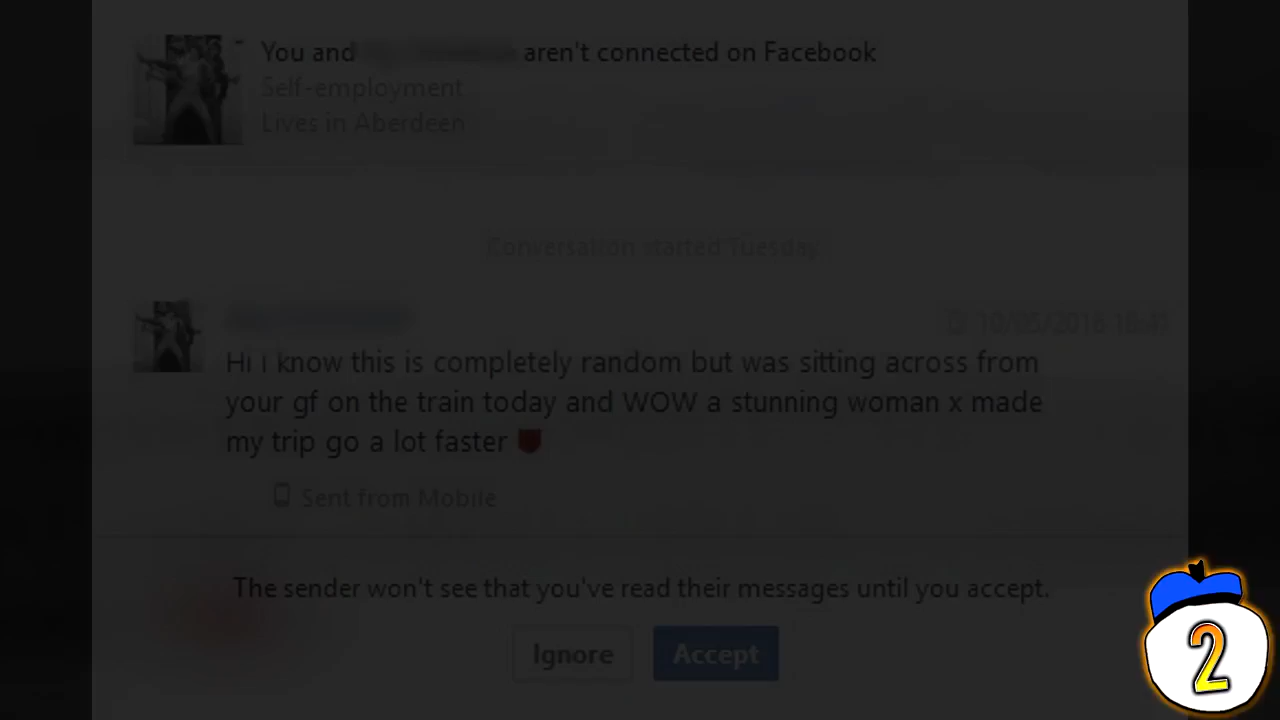 You and aren't connected on Facebook
Self-employment
Lives in Aberdeen
Conversation started Tuesday
10/05/2016 18:41
Hi i know this is completely random but was sitting across from
your gf on the train today and WOW a stunning woman x made
my trip go a lot faster
Sent from Mobile
The sender won't see that you've read their messages until you accept.
Ignore Accept
2